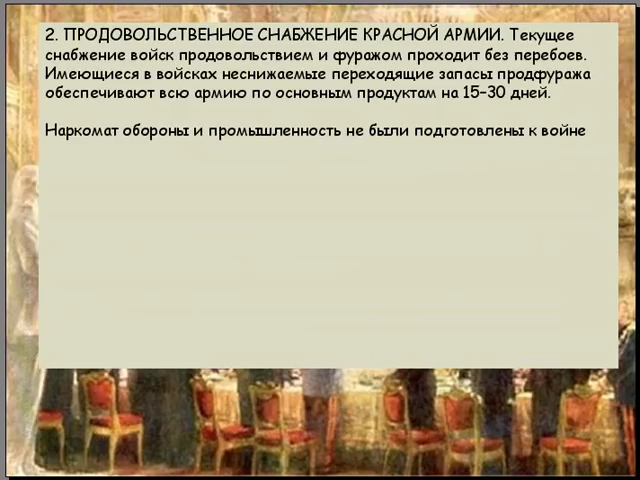 2. ПРОДОВОЛЬСТВЕННОЕ СНАБЖЕНИЕ КРАСНОЙ АРМИИ. Текущее
снабжение войск продовольствием и фуражом проходит без перебоев.
Имеющиеся в войсках неснижаемые переходящие запасы продфуража
обеспечивают всю армию по основным продуктам на 15–30 дней.
Наркомат обороны и промышленность не были подготовлены к войне